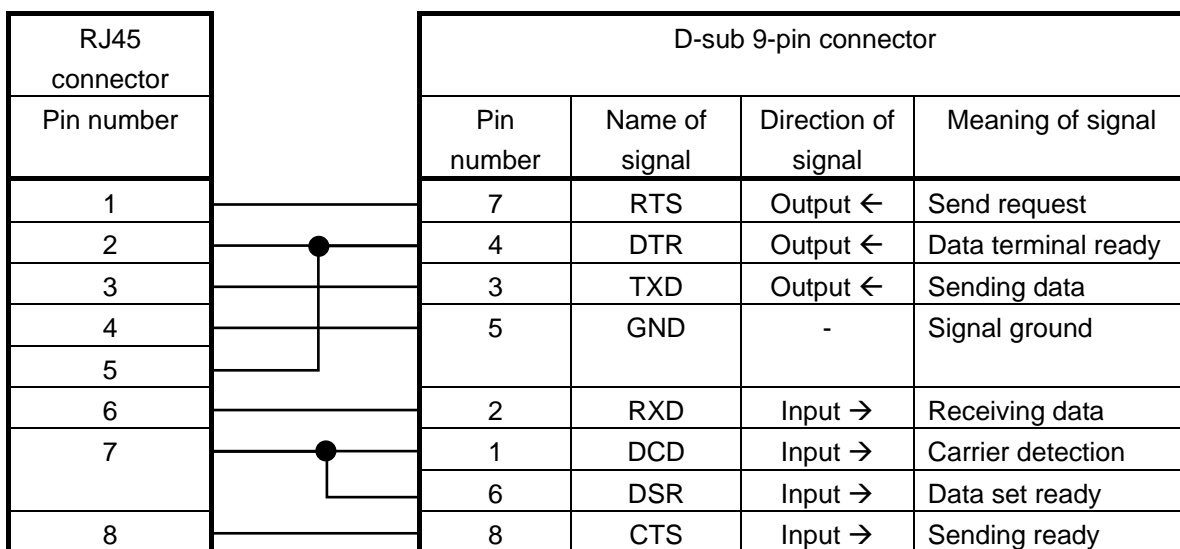 RJ45 connector
D-sub 9-pin connector
Pin number
Pin number
Name of signal
Direction of signal
Meaning of signal
1 7 RTS Output ← Send request
2 4 DTR Output ← Data terminal ready
3 3 TXD Output ← Sending data
4 5 GND - Signal ground
5
6 2 RXD Input → Receiving data
7 1 DCD Input → Carrier detection
6 DSR Input → Data set ready
8 8 CTS Input → Sending ready